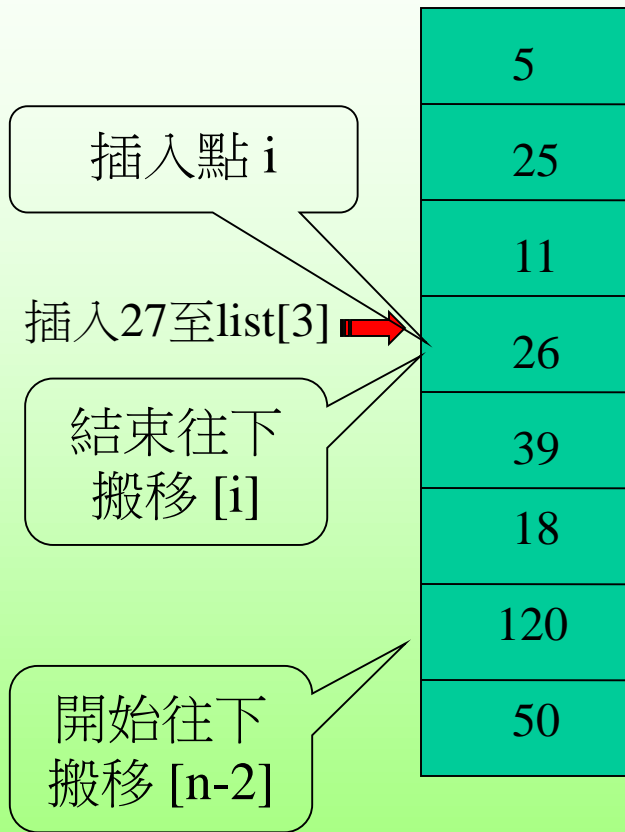 5
插入點 i
25
11
插入27至list[3]
26
結束往下
搬移 [i]
39
18
120
開始往下
搬移 [n-2]
50